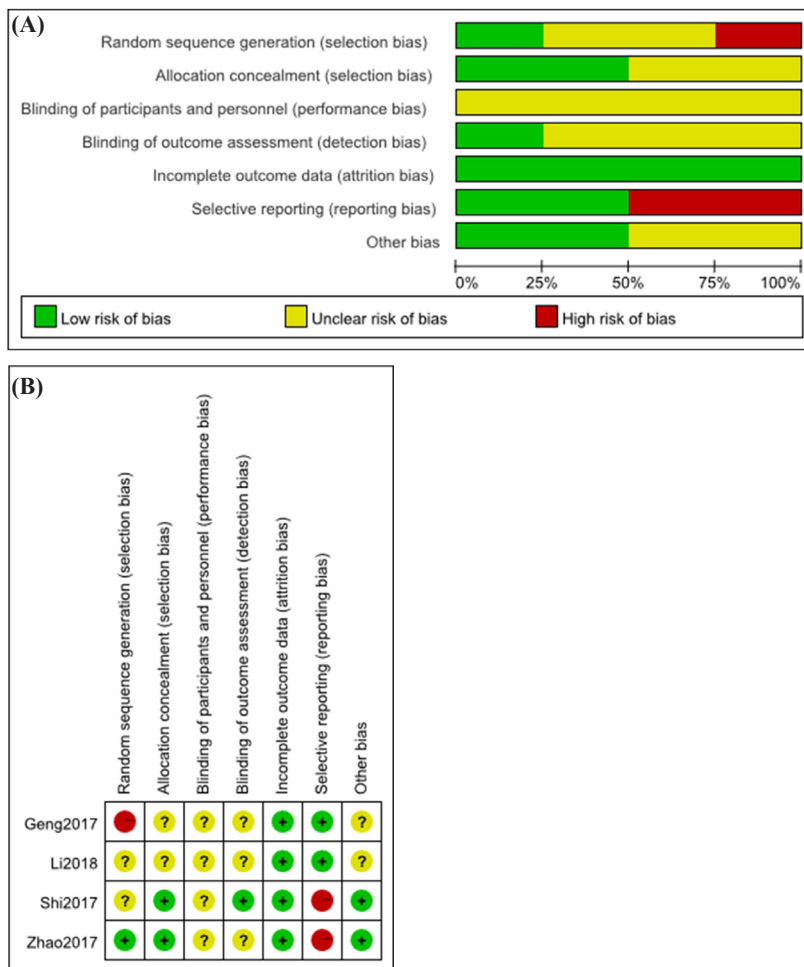 (A)
Random sequence generation (selection bias)
Allocation concealment (selection bias)
Blinding of participants and personnel (performance bias)
Blinding of outcome assessment (detection bias)
Incomplete outcome data (attrition bias)
Selective reporting (reporting bias)
Other bias
0% 25% 50% 75% 100%
Low risk of bias Unclear risk of bias High risk of bias
(B)
Random sequence generation (selection bias)
Allocation concealment (selection bias)
Blinding of participants and personnel (performance bias)
Blinding of outcome assessment (detection bias)
Incomplete outcome data (attrition bias)
Selective reporting (reporting bias)
Other bias
Geng2017 - ? ? ? + + ?
Li2018 ? ? ? ? + + ?
Shi2017 ? + ? + + - +
Zhao2017 + + ? ? + - +